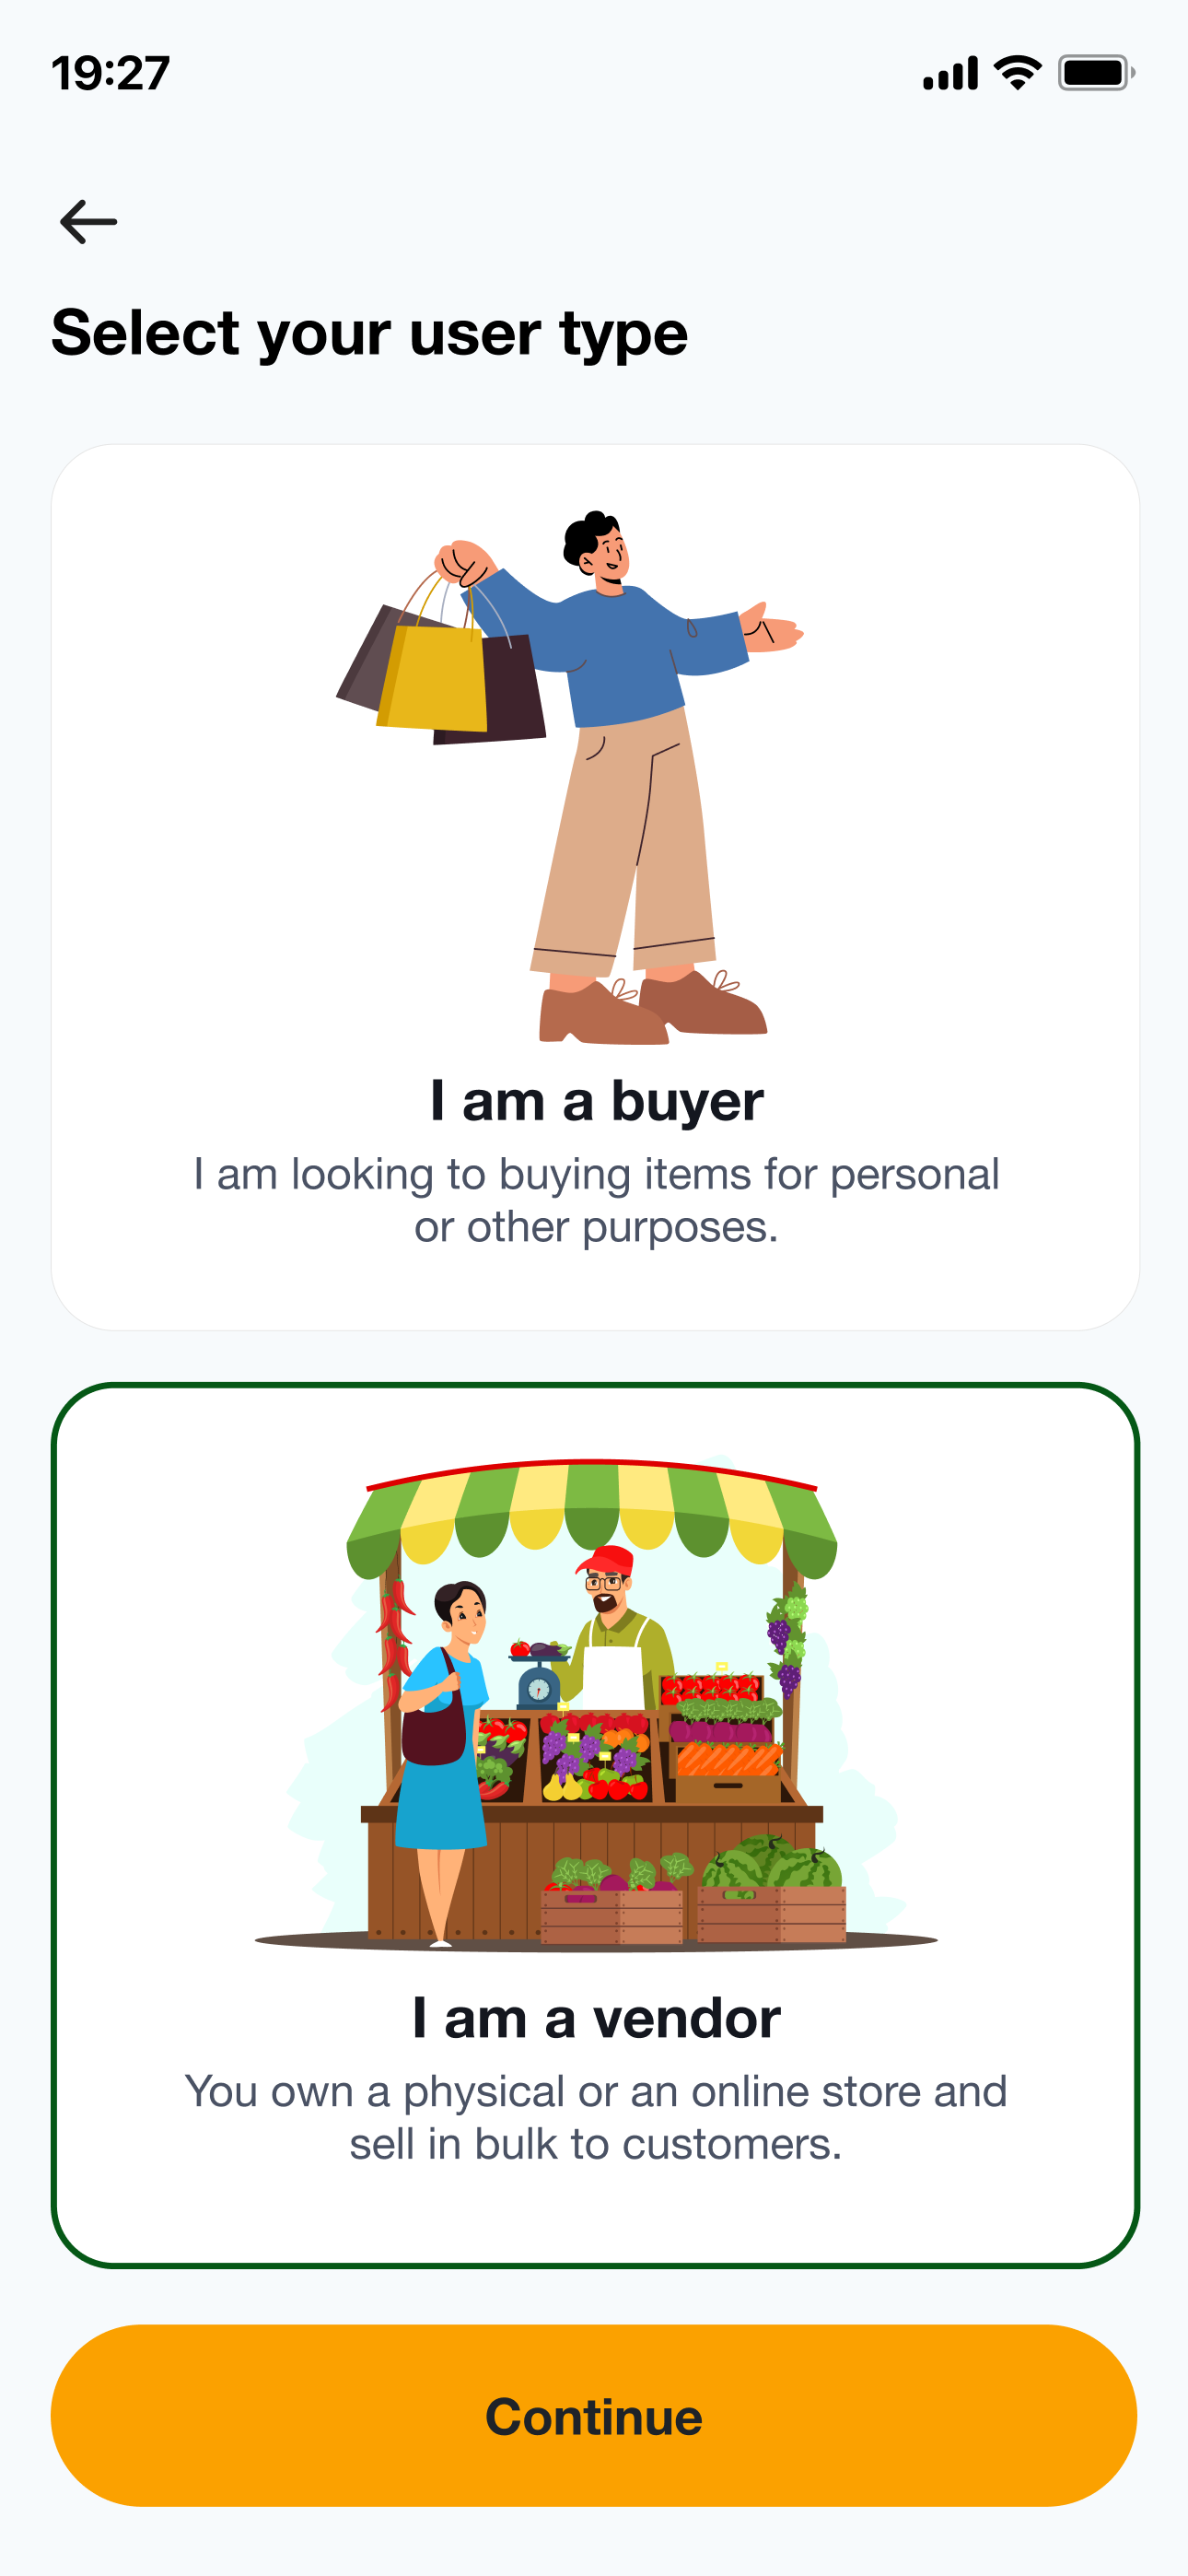 19:27
Select your user type
I am a buyer
I am looking to buying items for personal
or other purposes.
I am a vendor
You own a physical or an online store and
sell in bulk to customers.
Continue